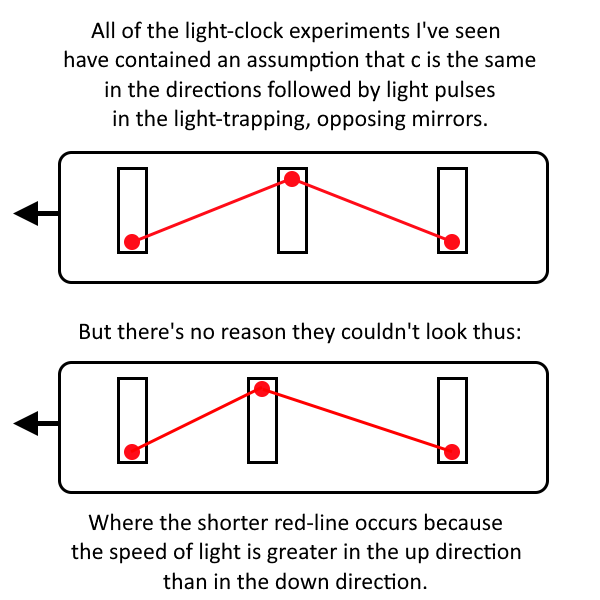 All of the light-clock experiments I've seen
have contained an assumption that c is the same
in the directions followed by light pulses
in the light-trapping, opposing mirrors.
But there's no reason they couldn't look thus:
Where the shorter red-line occurs because
the speed of light is greater in the up direction
than in the down direction.